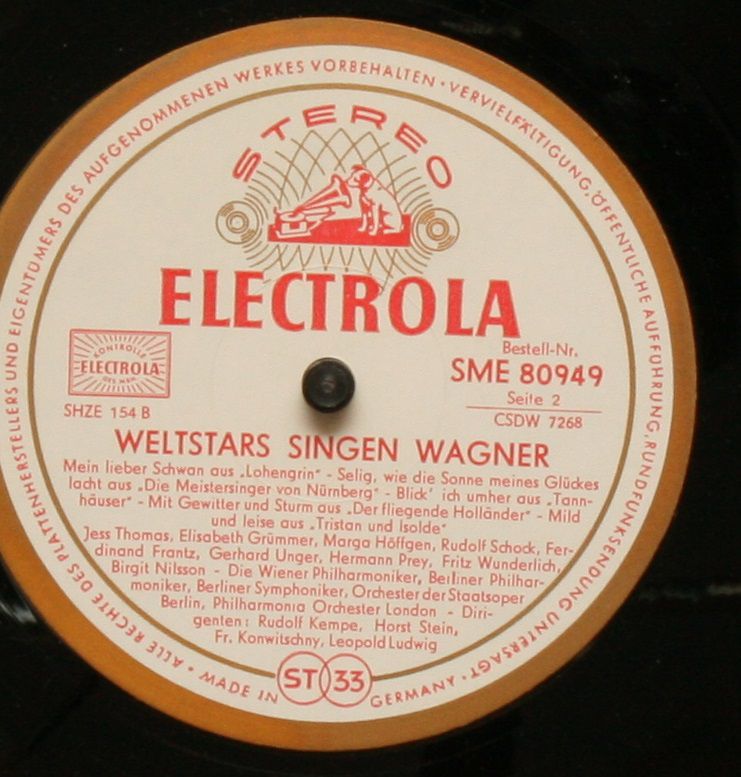 ALLE RECHTE DES PLATTENHERSTELLERS UND EIGENTÜMERS DES AUFGENOMMENEN WERKES VORBEHALTEN • VERVIELFÄLTIGUNG, ÖFFENTLICHE AUFFÜHRUNG, RUNDFUNKSENDUNG UNTERSAGT •
STEREO
ELECTROLA
KONTROLLE
ELECTROLA
SHZE 154 B
Bestell-Nr.
SME 80949
Seite 2
CSDW 7268
WELTSTARS SINGEN WAGNER
Mein lieber Schwan aus „Lohengrin" - Selig, wie die Sonne meines Glückes
lacht aus „Die Meistersinger von Nürnberg" - Blick' ich umher aus „Tann-
häuser" - Mit Gewitter und Sturm aus „Der fliegende Holländer" - Mild
und leise aus „Tristan und Isolde"
Jess Thomas, Elisabeth Grümmer, Marga Höffgen, Rudolf Schock, Fer-
dinand Frantz, Gerhard Unger, Hermann Prey, Fritz Wunderlich,
Birgit Nilsson - Die Wiener Philharmoniker, Berliner Philhar-
moniker, Berliner Symphoniker, Orchester der Staatsoper
Berlin, Philharmonia Orchester London - Diri-
genten: Rudolf Kempe, Horst Stein,
Fr. Konwitschny, Leopold Ludwig
• MADE IN GERMANY •
ST 33